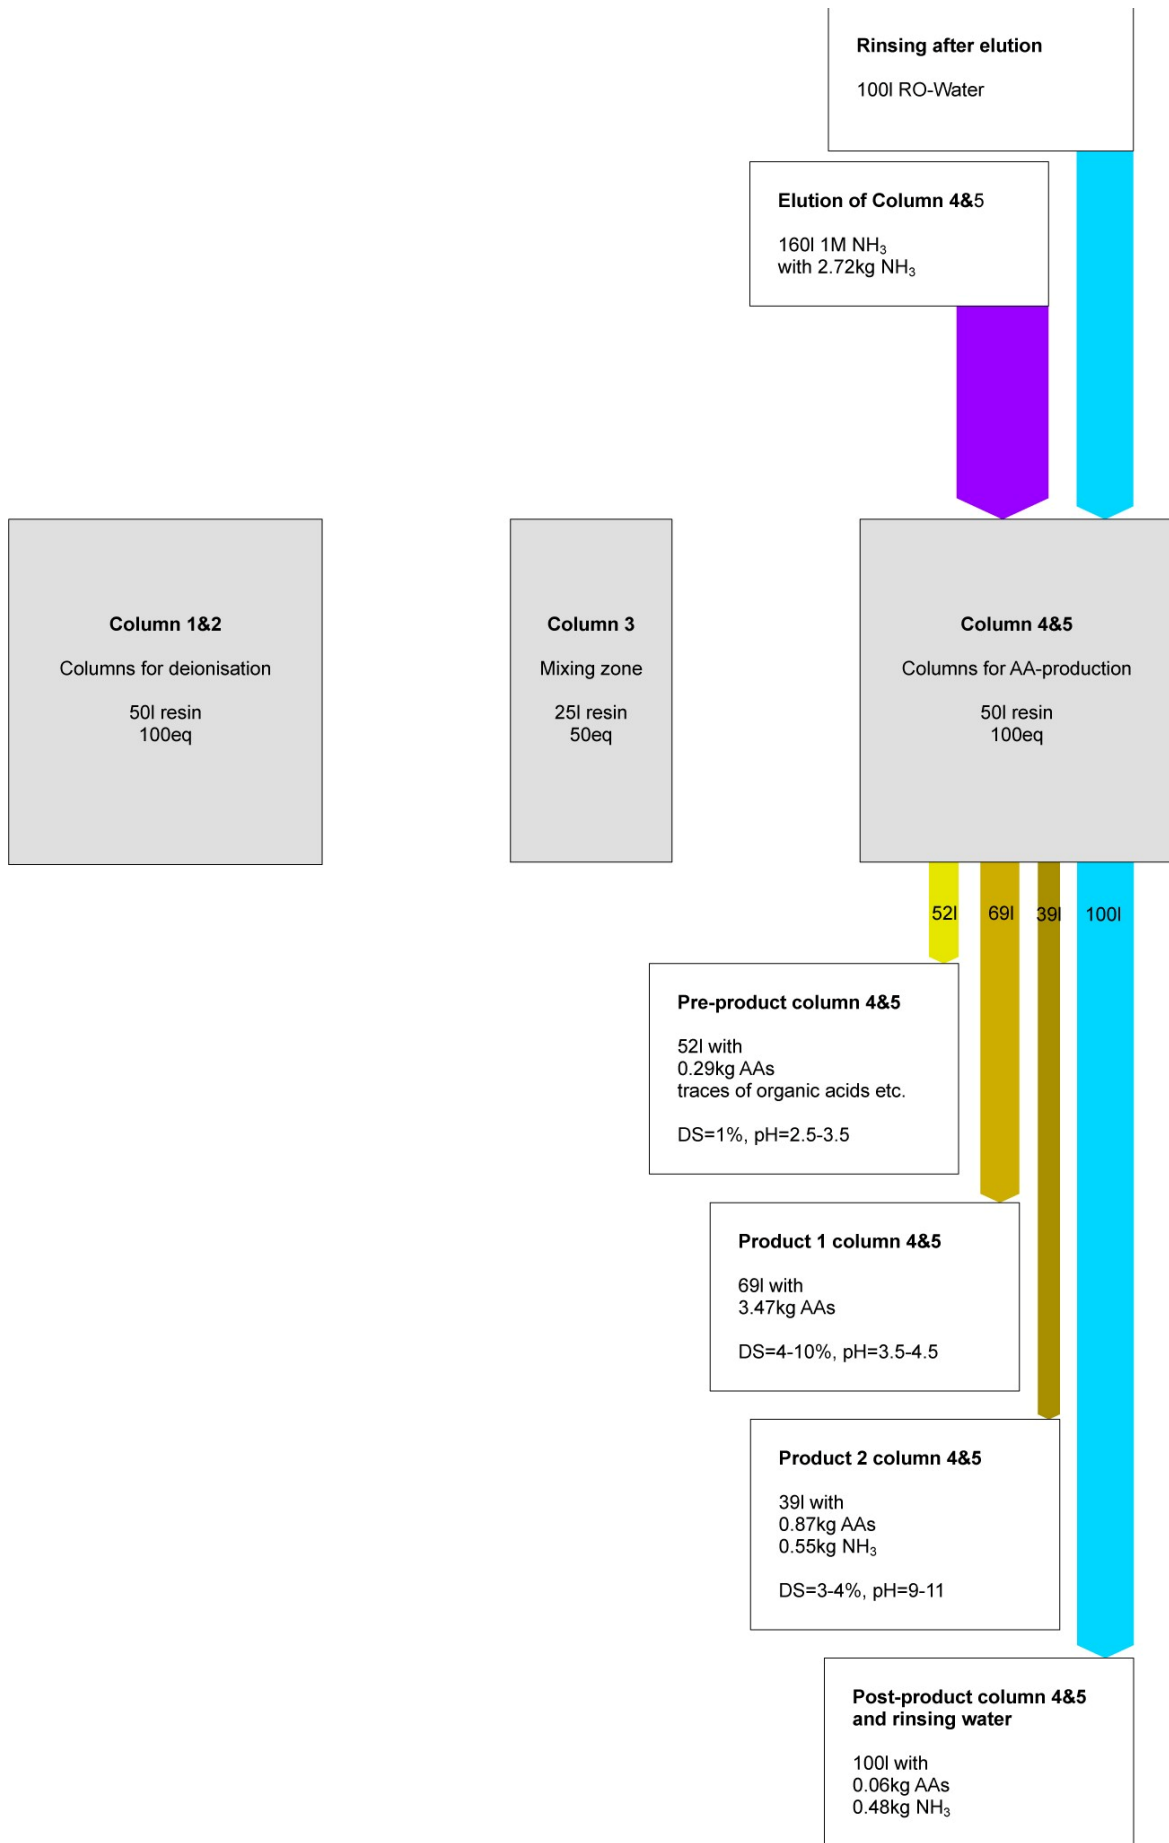 Rinsing after elution
100l RO-Water
Elution of Column 4&5
160l 1M NH₃
with 2.72kg NH₃
Column 1&2
Columns for deionisation
50l resin
100eq
Column 3
Mixing zone
25l resin
50eq
Column 4&5
Columns for AA-production
50l resin
100eq
52l
69l
39l
100l
Pre-product column 4&5
52l with
0.29kg AAs
traces of organic acids etc.
DS=1%, pH=2.5-3.5
Product 1 column 4&5
69l with
3.47kg AAs
DS=4-10%, pH=3.5-4.5
Product 2 column 4&5
39l with
0.87kg AAs
0.55kg NH₃
DS=3-4%, pH=9-11
Post-product column 4&5
and rinsing water
100l with
0.06kg AAs
0.48kg NH₃